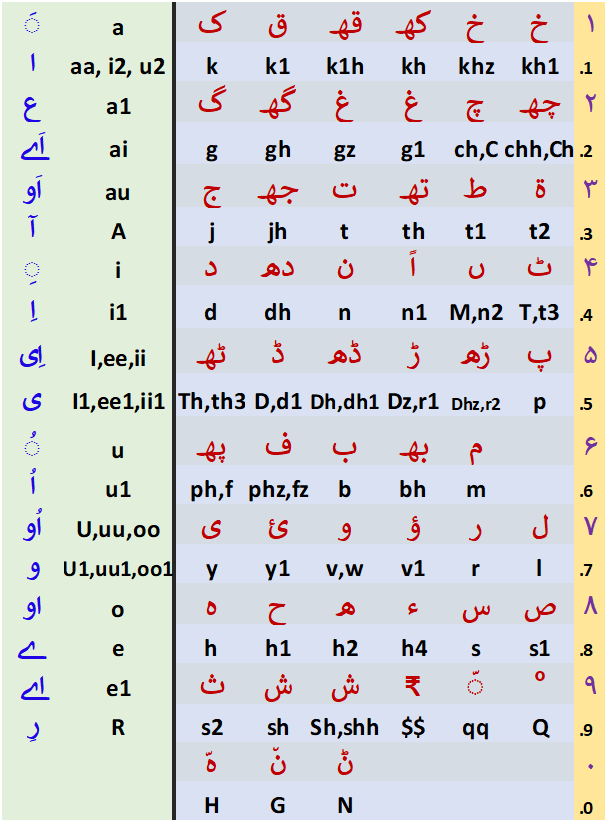 ◌َ a ک ق قھ کھ خ خ ۱
ا aa, i2, u2 k k1 k1h kh khz kh1 .1
ع a1 گ گھ غ غ چ چھ ۲
اَے ai g gh gz g1 ch,C chh,Ch .2
اَو au ج جھ ت تھ ط ة ۳
آ A j jh t th t1 t2 .3
◌ِ i د دھ ن اً ں ٹ ۴
اِ i1 d dh n n1 M,n2 T,t3 .4
اِی I,ee,ii ٹھ ڈ ڈھ ڑ ڑھ پ ۵
ی I1,ee1,ii1 Th,th3 D,d1 Dh,dh1 Dz,r1 Dhz,r2 p .5
◌ُ u پھ ف ب بھ م ۶
اُ u1 ph,f phz,fz b bh m .6
اُو U,uu,oo ی ئ و ؤ ر ل ۷
و U1,uu1,oo1 y y1 v,w v1 r l .7
او o ہ ح ھ ء س ص ۸
ے e h h1 h2 h4 s s1 .8
اے e1 ث ش ش ₹ ◌ّ ° ۹
رِ R s2 sh Sh,shh $$ qq Q .9
ہّ نّ ںّ ۰
H G N .0